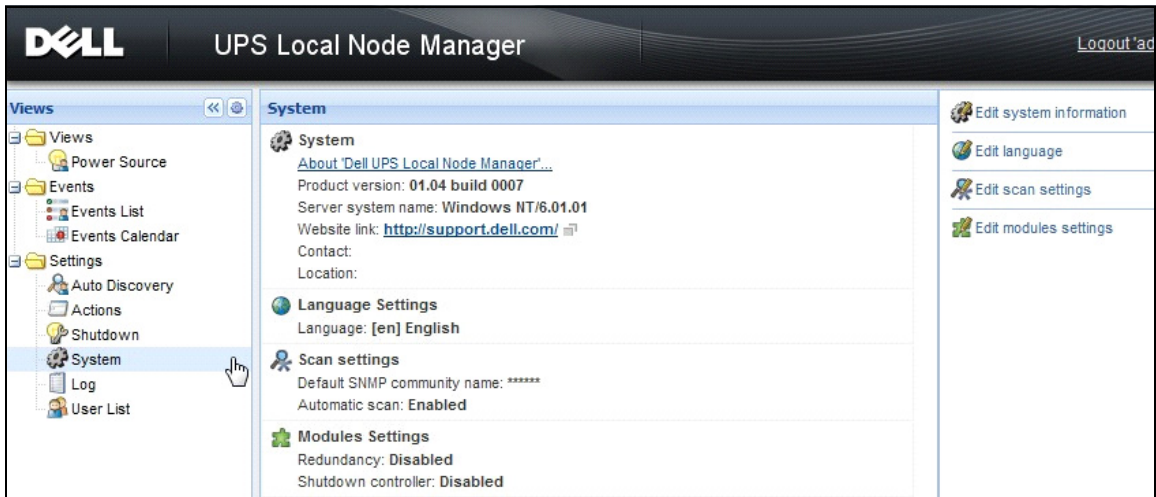 DELL
UPS Local Node Manager
Logout 'ad
Views
Views
Power Source
Events
Events List
Events Calendar
Settings
Auto Discovery
Actions
Shutdown
System
Log
User List
System
System
About 'Dell UPS Local Node Manager'...
Product version: 01.04 build 0007
Server system name: Windows NT/6.01.01
Website link: http://support.dell.com/
Contact:
Location:
Language Settings
Language: [en] English
Scan settings
Default SNMP community name: ******
Automatic scan: Enabled
Modules Settings
Redundancy: Disabled
Shutdown controller: Disabled
Edit system information
Edit language
Edit scan settings
Edit modules settings